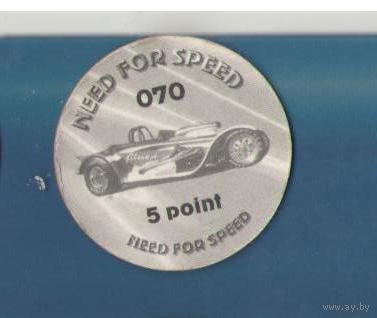 NEED FOR SPEED
070
5 point
NEED FOR SPEED
www.ay.by